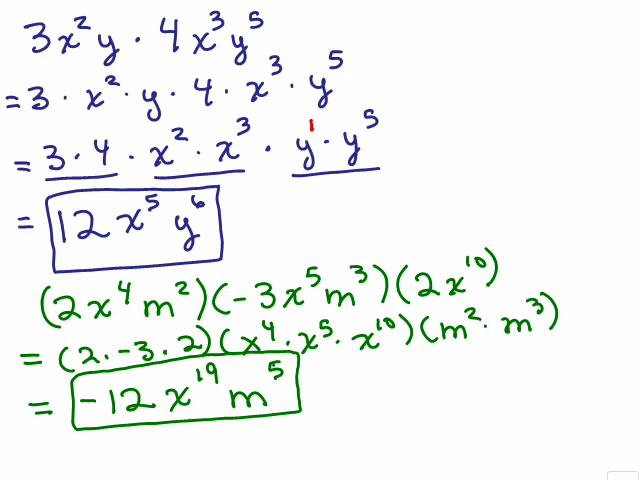 3x²y · 4x³y⁵
= 3 · x² · y · 4 · x³ · y⁵
= 3 · 4 · x² · x³ · y¹ · y⁵
= 12x⁵y⁶
(2x⁴m²)(-3x⁵m³)(2x¹⁰)
= (2 · -3 · 2)(x⁴ · x⁵ · x¹⁰)(m² · m³)
= -12x¹⁹m⁵